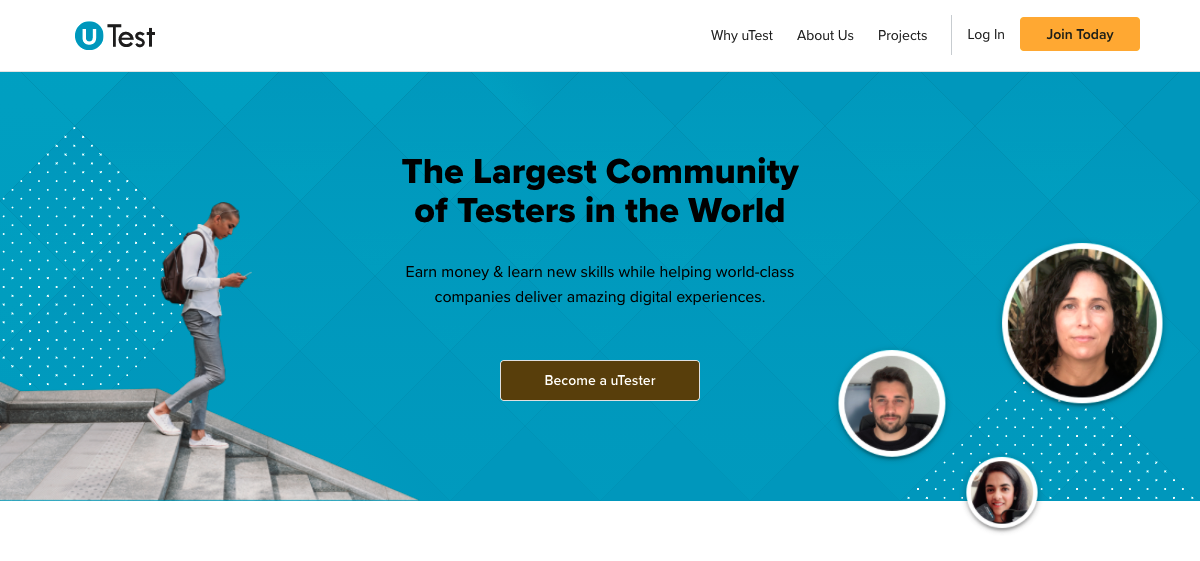 uTest
Why uTest
About Us
Projects
Log In
Join Today
The Largest Community
of Testers in the World
Earn money & learn new skills while helping world-class
companies deliver amazing digital experiences.
Become a uTester